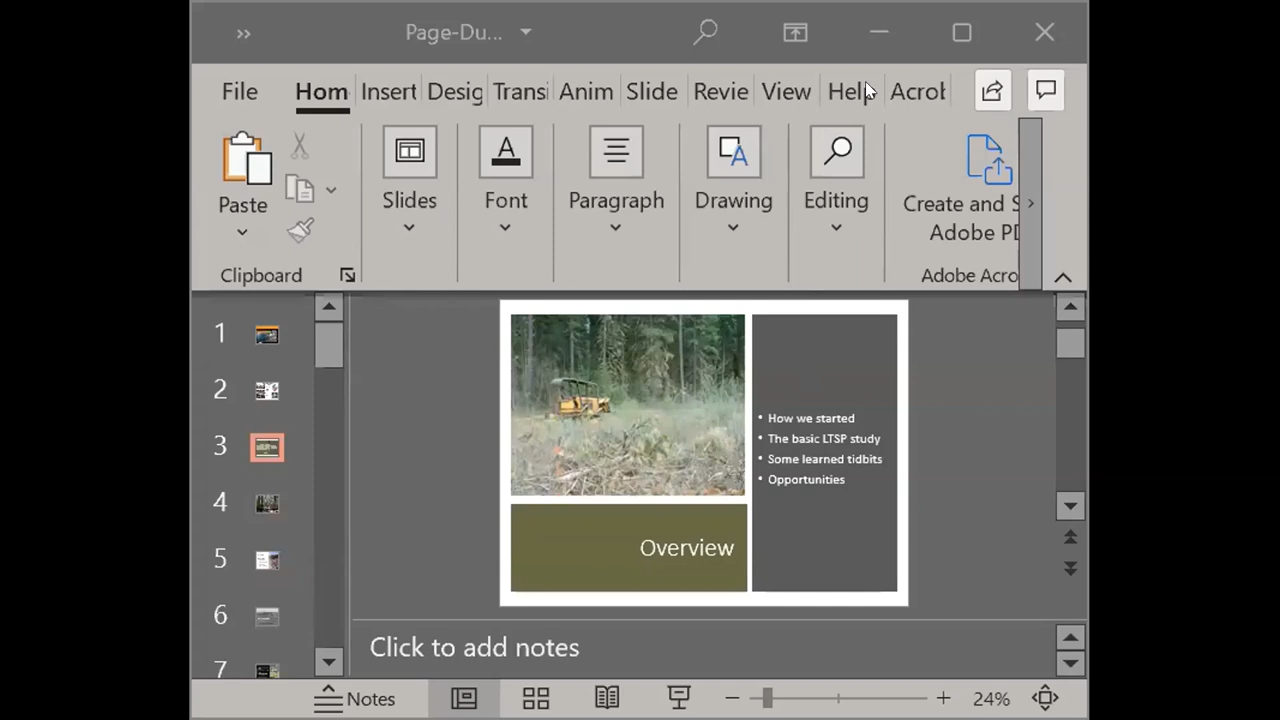 Page-Du...
File Hom Insert Desig Transi Anim Slide Revie View Help Acrob
Paste
Slides
Font
Paragraph
Drawing
Editing
Create and S
Adobe PD
Clipboard
Adobe Acro
1
2
3
4
5
6
7
• How we started
• The basic LTSP study
• Some learned tidbits
• Opportunities
Overview
Click to add notes
Notes
24%